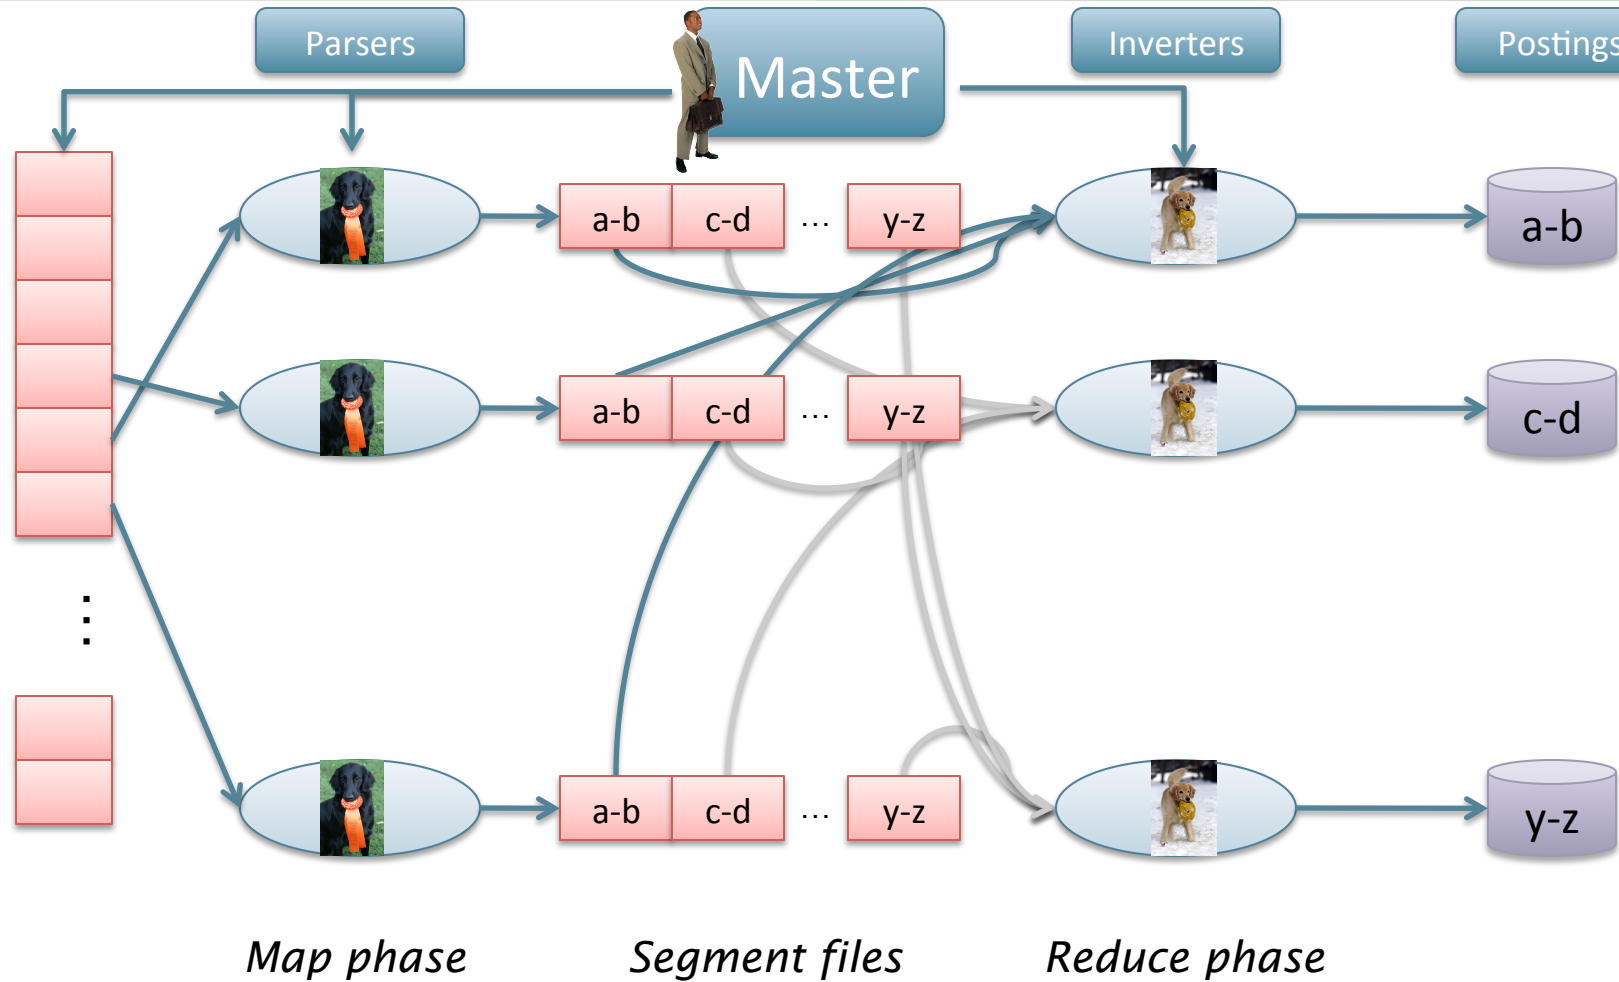 Parsers
Master
Inverters
Postings
a-b c-d ... y-z
a-b
a-b c-d ... y-z
c-d
a-b c-d ... y-z
y-z
Map phase
Segment files
Reduce phase